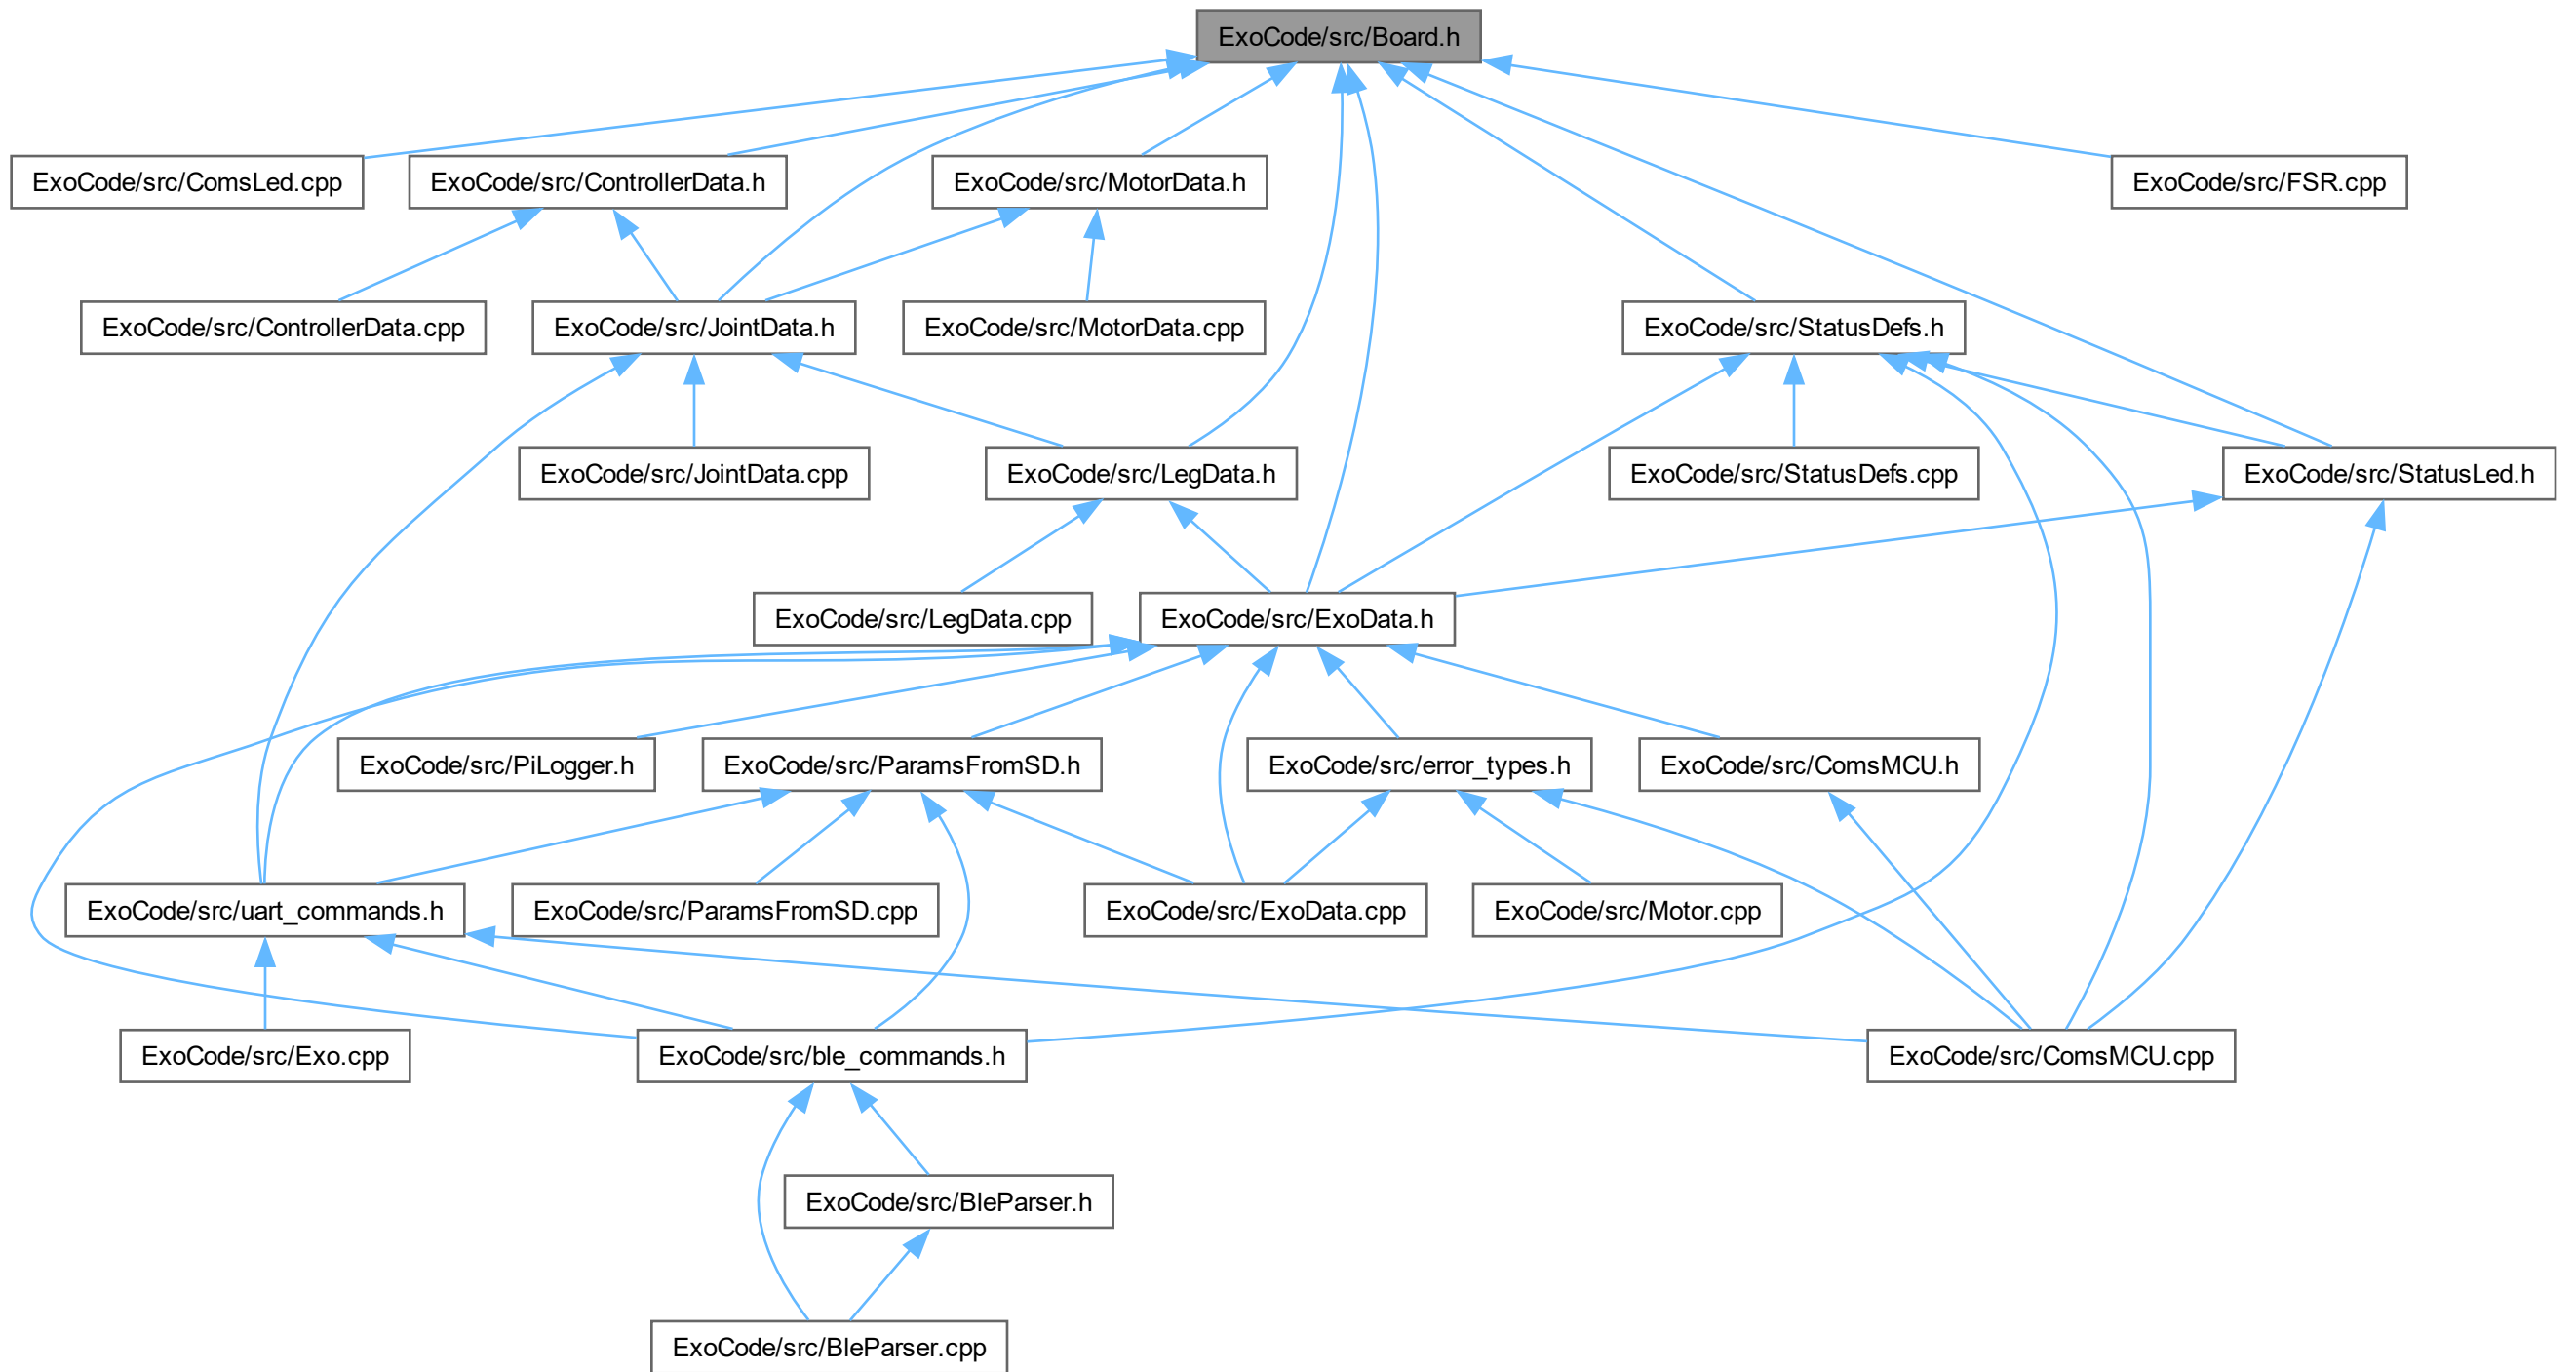 ExoCode/src/Board.h
ExoCode/src/ComsLed.cpp
ExoCode/src/ControllerData.h
ExoCode/src/MotorData.h
ExoCode/src/FSR.cpp
ExoCode/src/ControllerData.cpp
ExoCode/src/JointData.h
ExoCode/src/MotorData.cpp
ExoCode/src/StatusDefs.h
ExoCode/src/JointData.cpp
ExoCode/src/LegData.h
ExoCode/src/StatusDefs.cpp
ExoCode/src/StatusLed.h
ExoCode/src/LegData.cpp
ExoCode/src/ExoData.h
ExoCode/src/PiLogger.h
ExoCode/src/ParamsFromSD.h
ExoCode/src/error_types.h
ExoCode/src/ComsMCU.h
ExoCode/src/uart_commands.h
ExoCode/src/ParamsFromSD.cpp
ExoCode/src/ExoData.cpp
ExoCode/src/Motor.cpp
ExoCode/src/Exo.cpp
ExoCode/src/ble_commands.h
ExoCode/src/ComsMCU.cpp
ExoCode/src/BleParser.h
ExoCode/src/BleParser.cpp